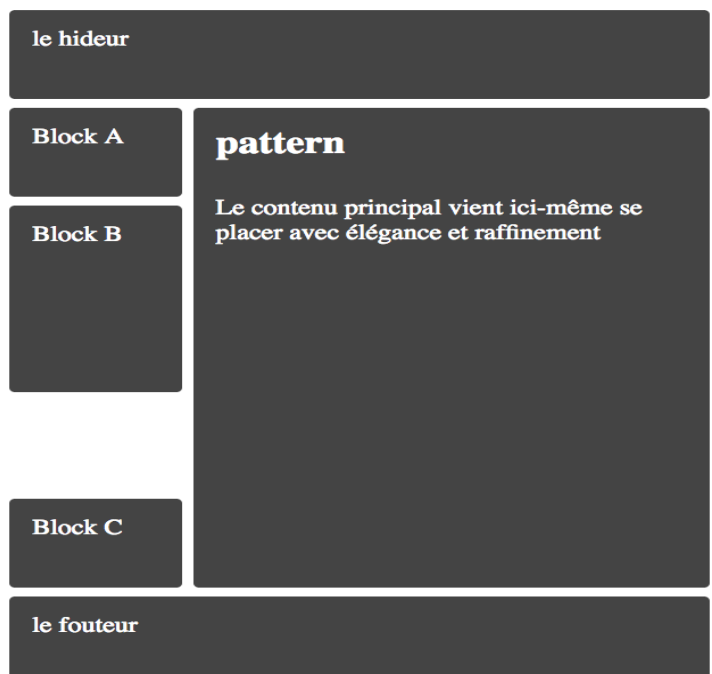 le hideur
Block A
pattern
Le contenu principal vient ici-même se
placer avec élégance et raffinement
Block B
Block C
le fouteur